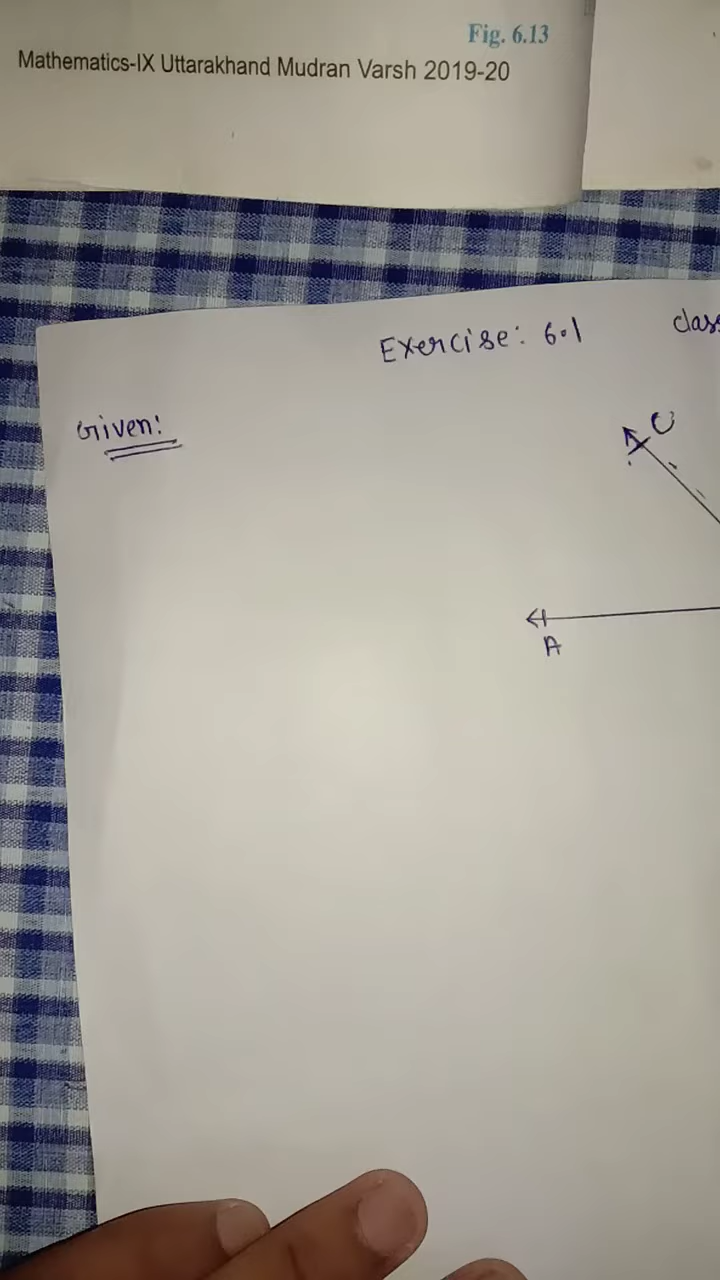 Fig. 6.13
Mathematics-IX Uttarakhand Mudran Varsh 2019-20
Exercise: 6.1
Given:
C
A